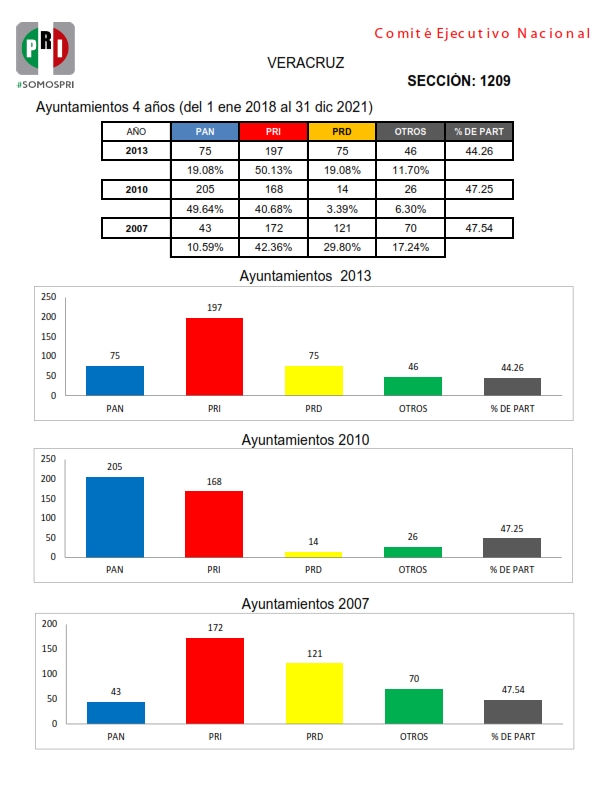 PRI
#SOMOSPRI
Comité Ejecutivo Nacional
VERACRUZ
SECCIÓN: 1209
Ayuntamientos 4 años (del 1 ene 2018 al 31 dic 2021)
AÑO PAN PRI PRD OTROS % DE PART
2013 75 197 75 46 44.26
19.08% 50.13% 19.08% 11.70%
2010 205 168 14 26 47.25
49.64% 40.68% 3.39% 6.30%
2007 43 172 121 70 47.54
10.59% 42.36% 29.80% 17.24%
Ayuntamientos 2013
250
200
150
100
50
0
75 197 75 46 44.26
PAN PRI PRD OTROS % DE PART
Ayuntamientos 2010
250
200
150
100
50
0
205 168 14 26 47.25
PAN PRI PRD OTROS % DE PART
Ayuntamientos 2007
200
150
100
50
0
43 172 121 70 47.54
PAN PRI PRD OTROS % DE PART